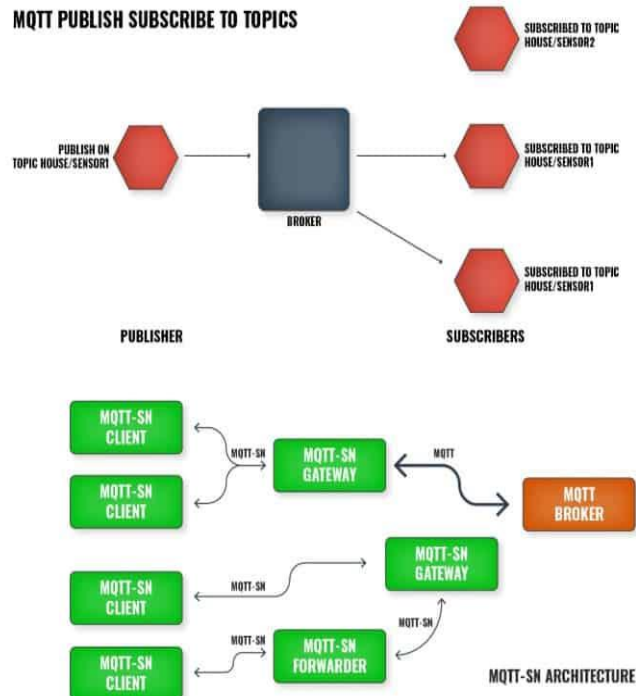 MQTT PUBLISH SUBSCRIBE TO TOPICS
SUBSCRIBED TO TOPIC
HOUSE/SENSOR2
PUBLISH ON
TOPIC HOUSE/SENSOR1
SUBSCRIBED TO TOPIC
HOUSE/SENSOR1
BROKER
SUBSCRIBED TO TOPIC
HOUSE/SENSOR1
PUBLISHER
SUBSCRIBERS
MQTT-SN
CLIENT
MQTT-SN
MQTT-SN
GATEWAY
MQTT
MQTT-SN
CLIENT
MQTT
BROKER
MQTT-SN
GATEWAY
MQTT-SN
CLIENT
MQTT-SN
MQTT-SN
MQTT-SN
CLIENT
MQTT-SN
MQTT-SN
FORWARDER
MQTT-SN ARCHITECTURE